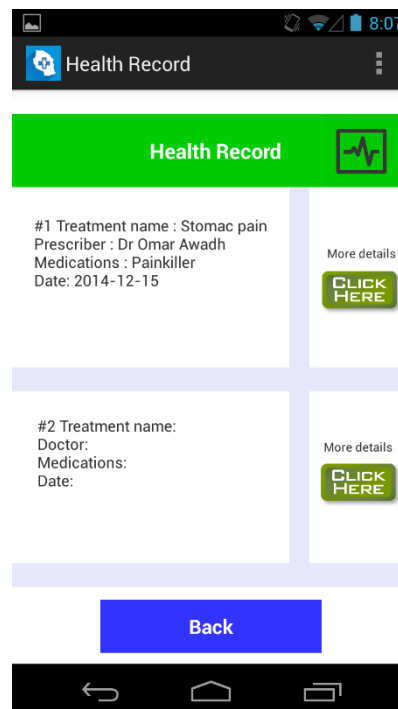 8:07
Health Record
Health Record
#1 Treatment name : Stomac pain
Prescriber : Dr Omar Awadh
Medications : Painkiller
Date: 2014-12-15
More details
CLICK
HERE
#2 Treatment name:
Doctor:
Medications:
Date:
More details
CLICK
HERE
Back